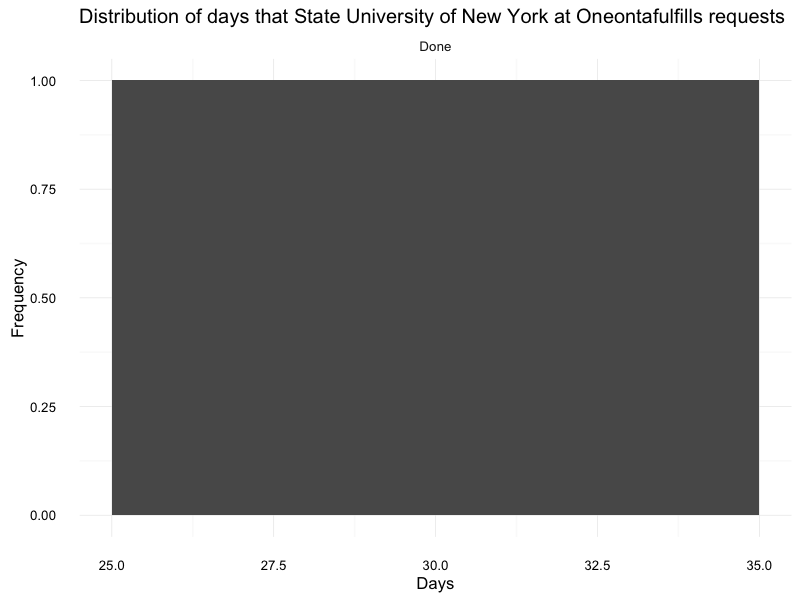 Distribution of days that State University of New York at Oneontafulfills requests
Done
1.00
0.75
0.50
0.25
0.00
Frequency
25.0 27.5 30.0 32.5 35.0
Days